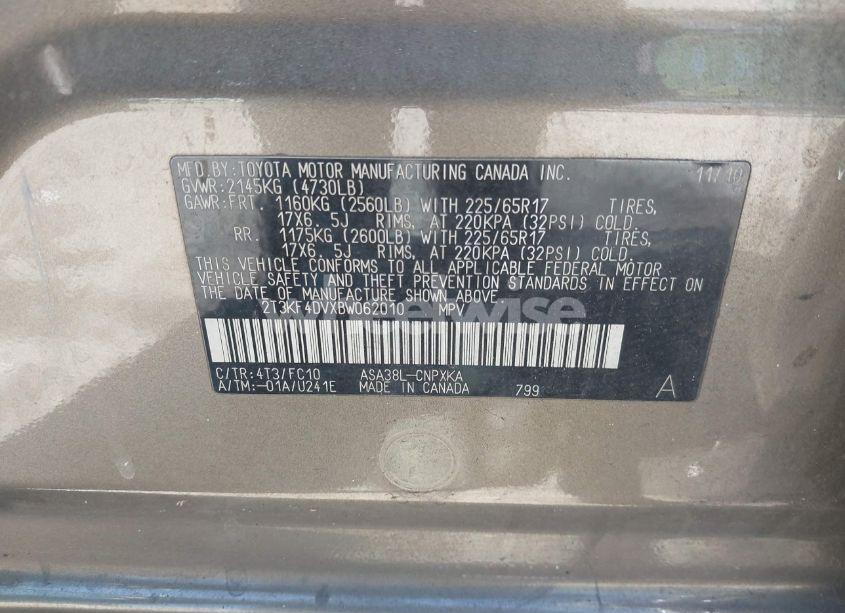 MFD.BY:TOYOTA MOTOR MANUFACTURING CANADA INC. 11/10
GVWR:2145KG (4730LB)
GAWR:FRT. 1160KG (2560LB) WITH 225/65R17 TIRES,
17X6. 5J RIMS, AT 220KPA (32PSI) COLD
RR. 1175KG (2600LB) WITH 225/65R17 TIRES,
17X6. 5J RIMS, AT 220KPA (32PSI) COLD.
THIS VEHICLE CONFORMS TO ALL APPLICABLE FEDERAL MOTOR
VEHICLE SAFETY AND THEFT PREVENTION STANDARDS IN EFFECT ON
THE DATE OF MANUFACTURE SHOWN ABOVE.
2T3KF4DVXBW062010 MPV
C/TR:4T3/FC10 ASA38L-CNPXKA
A/TM:-01A/U241E MADE IN CANADA 799 A